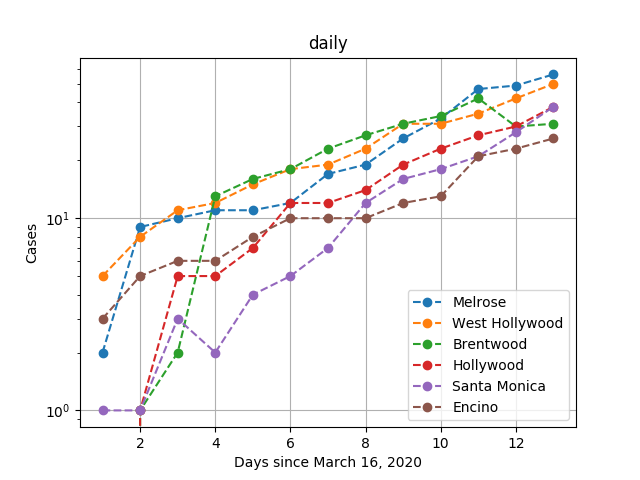 daily
Cases
10¹
10⁰
2 4 6 8 10 12
Days since March 16, 2020
Melrose
West Hollywood
Brentwood
Hollywood
Santa Monica
Encino